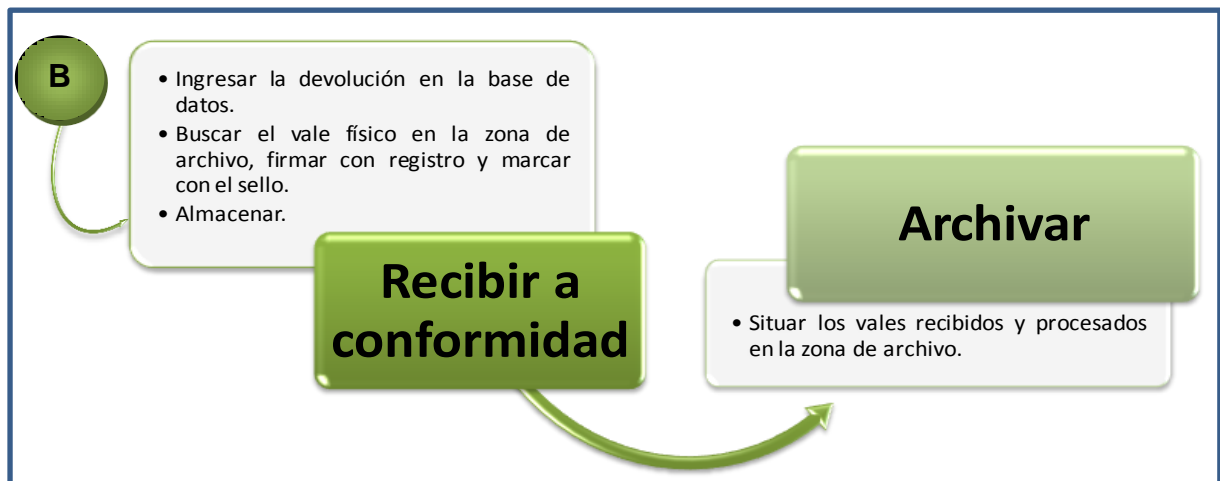 B
• Ingresar la devolución en la base de
datos.
• Buscar el vale físico en la zona de
archivo, firmar con registro y marcar
con el sello.
• Almacenar.
Recibir a
conformidad
Archivar
• Situar los vales recibidos y procesados
en la zona de archivo.